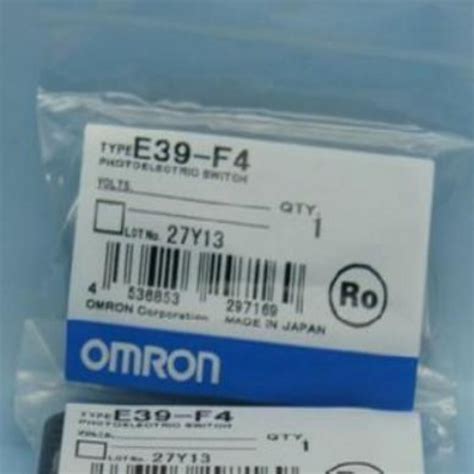 TYPE E39-F4
PHOTOELECTRIC SWITCH
VOLTS.
QTY.
1
LOT No. 27Y13
4 536853 297169
Ro
OMRON Corporation MADE IN JAPAN
OMRON
TYPE E39-F4
PHOTOELECTRIC SWITCH
VOLTS.
QTY.
1
LOT No. 27Y13